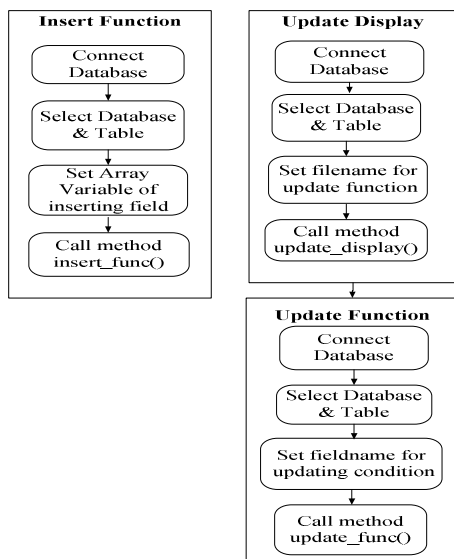 Insert Function
Connect
Database
Select Database
& Table
Set Array
Variable of
inserting field
Call method
insert_func()
Update Display
Connect
Database
Select Database
& Table
Set filename for
update function
Call method
update_display()
Update Function
Connect
Database
Select Database
& Table
Set fieldname for
updating condition
Call method
update_func()